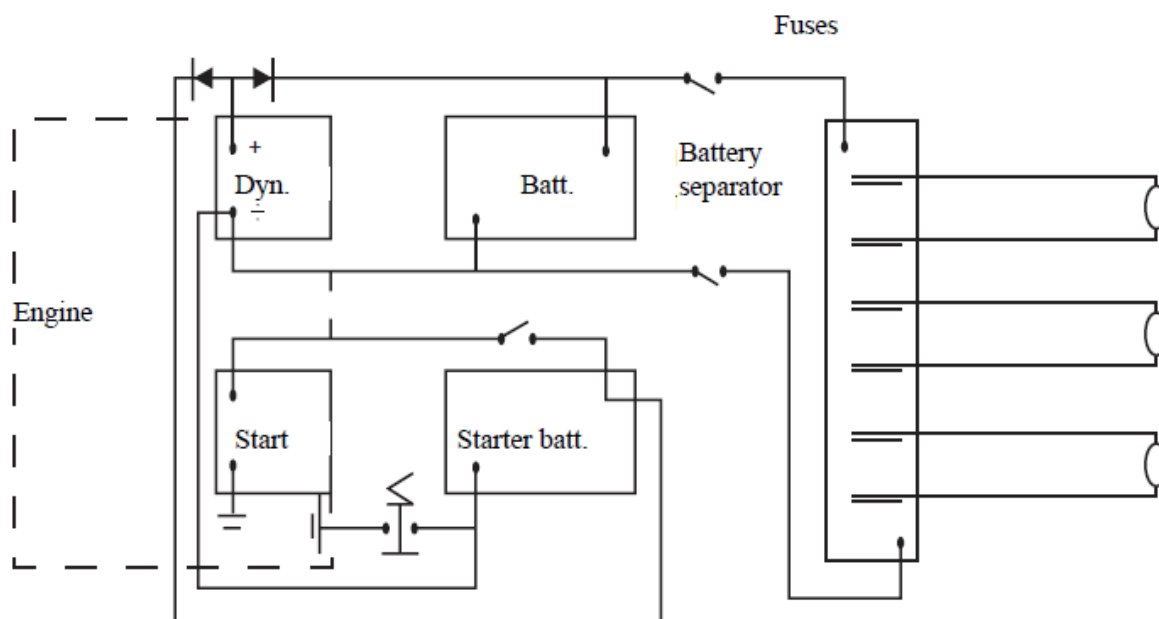 Fuses
+
Dyn.
Batt.
Battery
separator
Engine
Start
Starter batt.